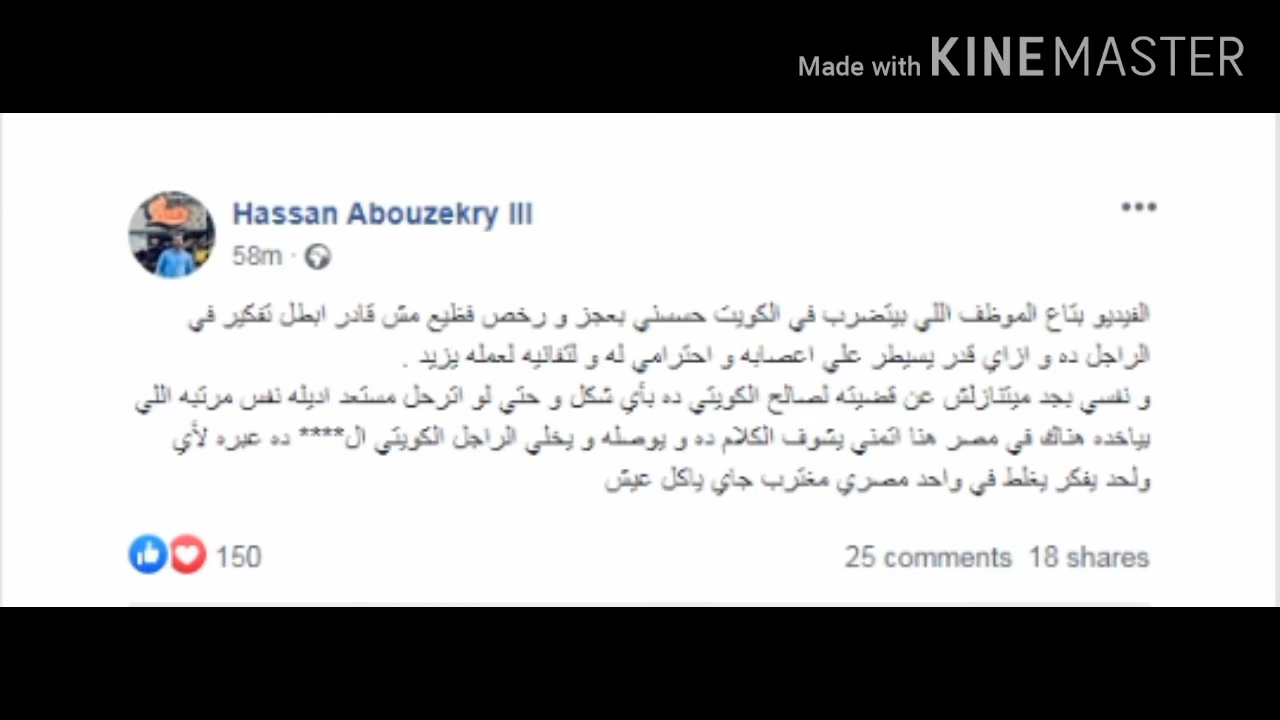 Made with KINEMASTER
Hassan Abouzekry III
58m
الفيديو بتاع الموظف اللي بيتضرب في الكويت حسسني بعجز و رخص فظيع مش قادر ابطل تفكير في
الراجل ده و ازاي قدر يسيطر علي اعصابه و احترامي له و لتفانيه لعمله يزيد .
و نفسي بجد ميتنازلش عن قضيته لصالح الكويتي ده بأي شكل و حتي لو اترحل مستعد اديله نفس مرتبه اللي
بياخده هناك في مصر هنا اتمني يشوف الكلام ده و يوصله و يخلي الراجل الكويتي ال**** ده عبره لأي
ولحد يفكر يغلط في واحد مصري مغترب جاي ياكل عيش
150
25 comments 18 shares